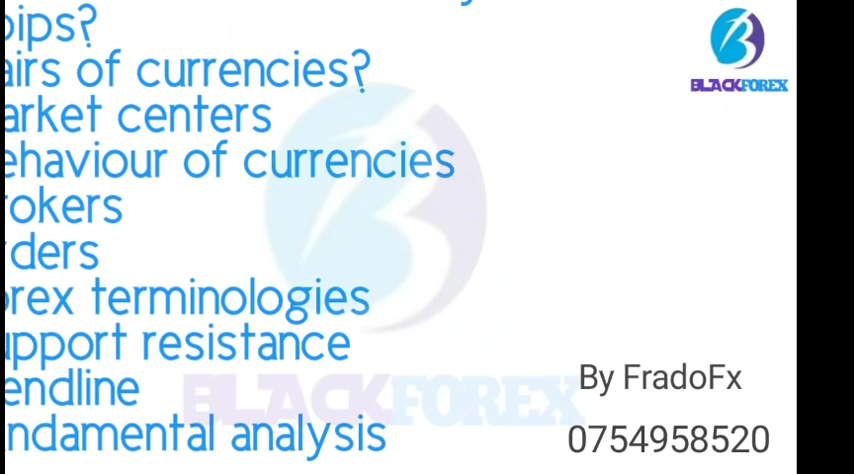 pips?
airs of currencies?
arket centers
ehaviour of currencies
rokers
rders
orex terminologies
upport resistance
endline
ndamental analysis
BLACKFOREX
BLACKFOREX
By FradoFx
0754958520